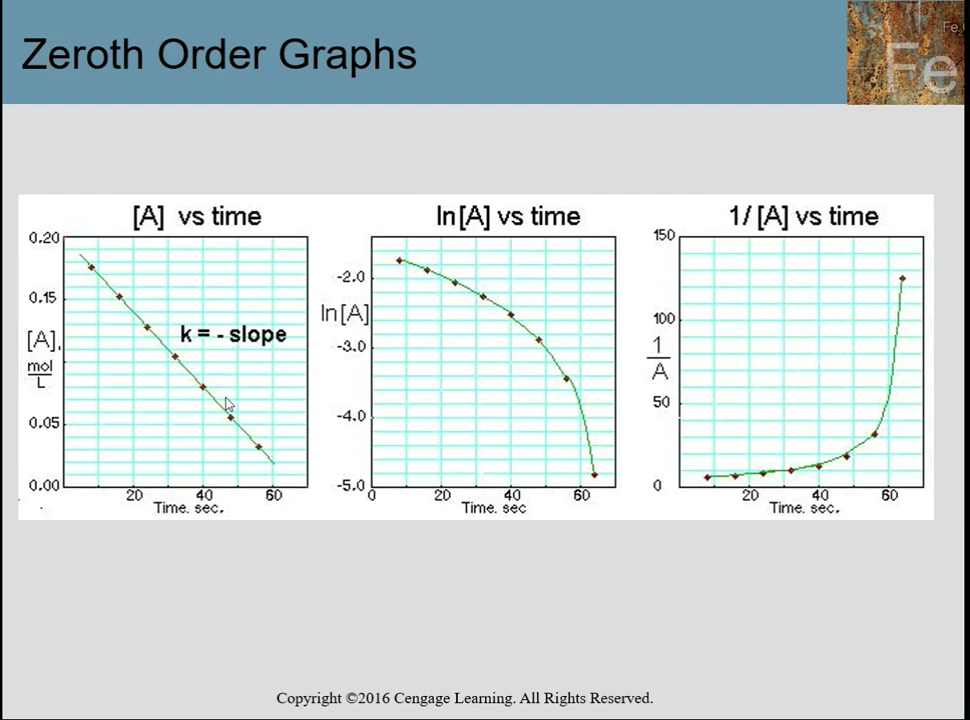 Zeroth Order Graphs
Fe
Fe
[A] vs time
ln[A] vs time
1/[A] vs time
0.20
0.15
[A],
mol
L
0.05
0.00
k = - slope
20 40 60
Time. sec.
-2.0
ln[A]
-3.0
-4.0
-5.0
0 20 40 60
Time. sec
150
100
1
A
50
0
20 40 60
Time. sec.
Copyright ©2016 Cengage Learning. All Rights Reserved.